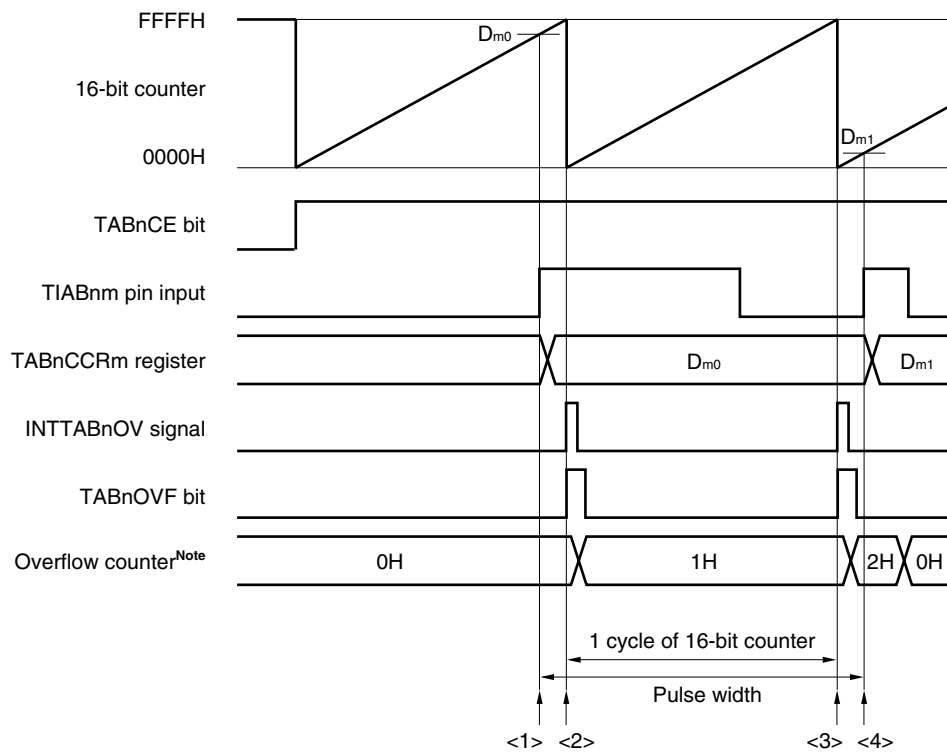 FFFFH
Dm0
16-bit counter
Dm1
0000H
TABnCE bit
TIABnm pin input
TABnCCRm register
Dm0
Dm1
INTTABnOV signal
TABnOVF bit
Overflow counterNote
0H
1H
2H
0H
1 cycle of 16-bit counter
Pulse width
<1> <2> <3> <4>